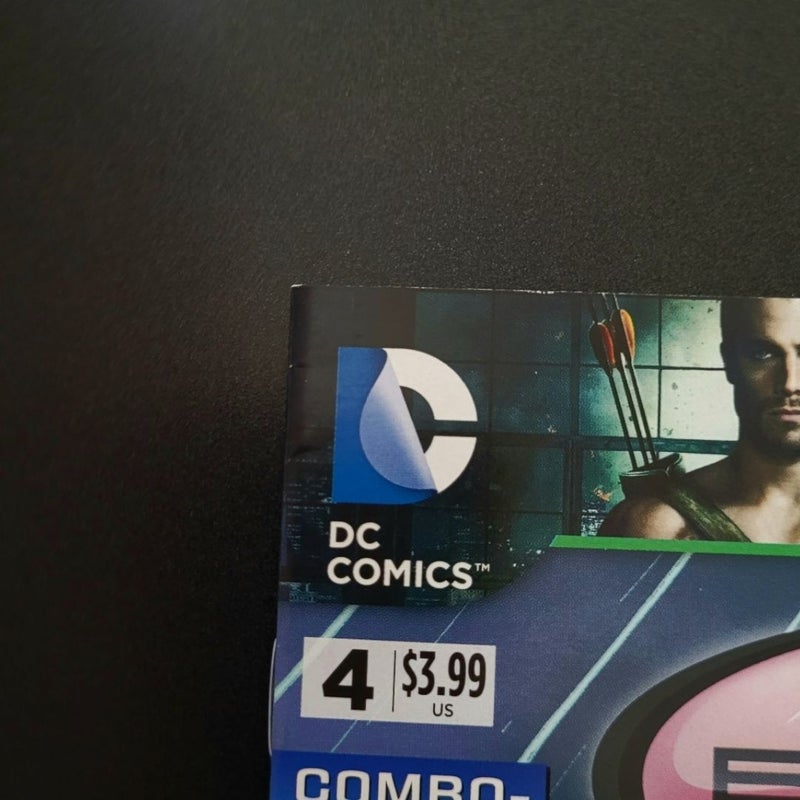 DC
COMICS™
4 $3.99
US
COMBO-